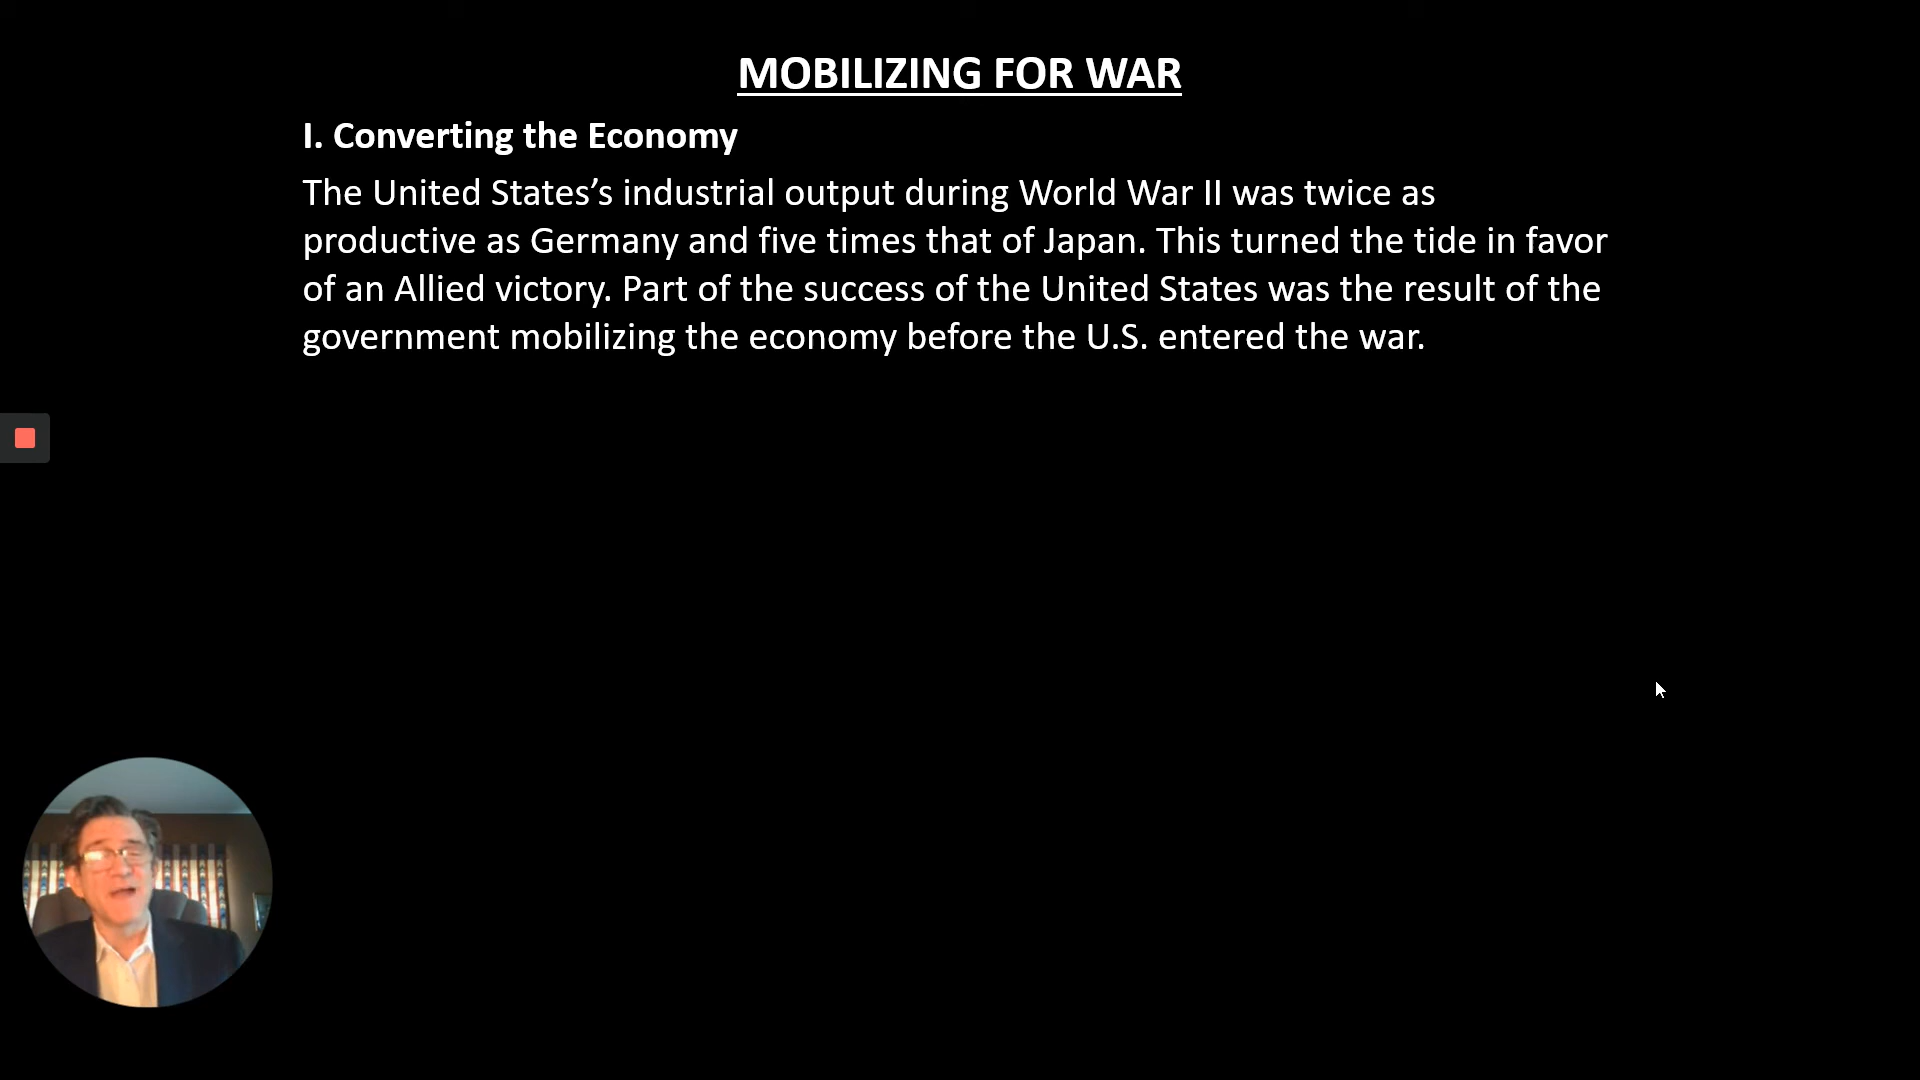 MOBILIZING FOR WAR
I. Converting the Economy
The United States’s industrial output during World War II was twice as
productive as Germany and five times that of Japan. This turned the tide in favor
of an Allied victory. Part of the success of the United States was the result of the
government mobilizing the economy before the U.S. entered the war.